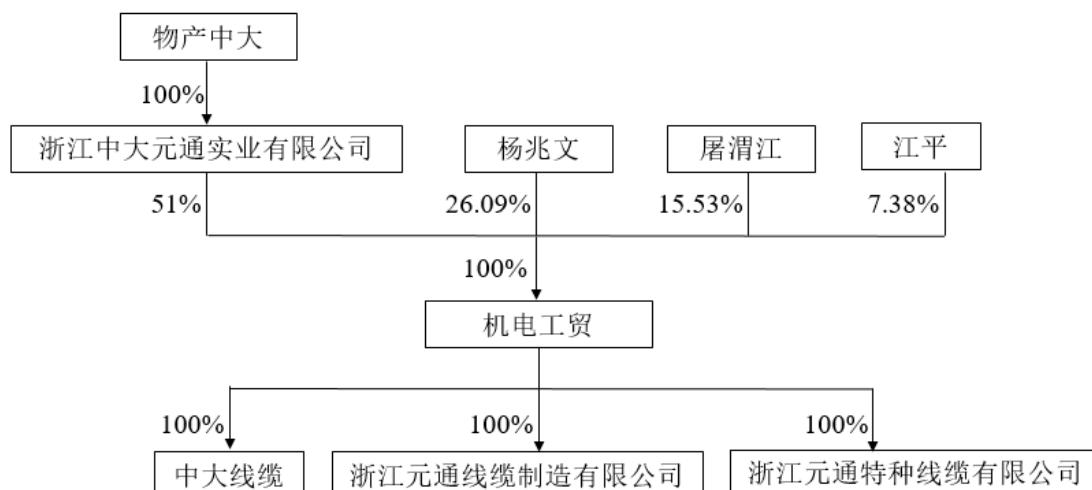 物产中大
100%
浙江中大元通实业有限公司
杨兆文
屠渭江
江平
51%
26.09%
15.53%
7.38%
100%
机电工贸
100%
100%
100%
中大线缆
浙江元通线缆制造有限公司
浙江元通特种线缆有限公司